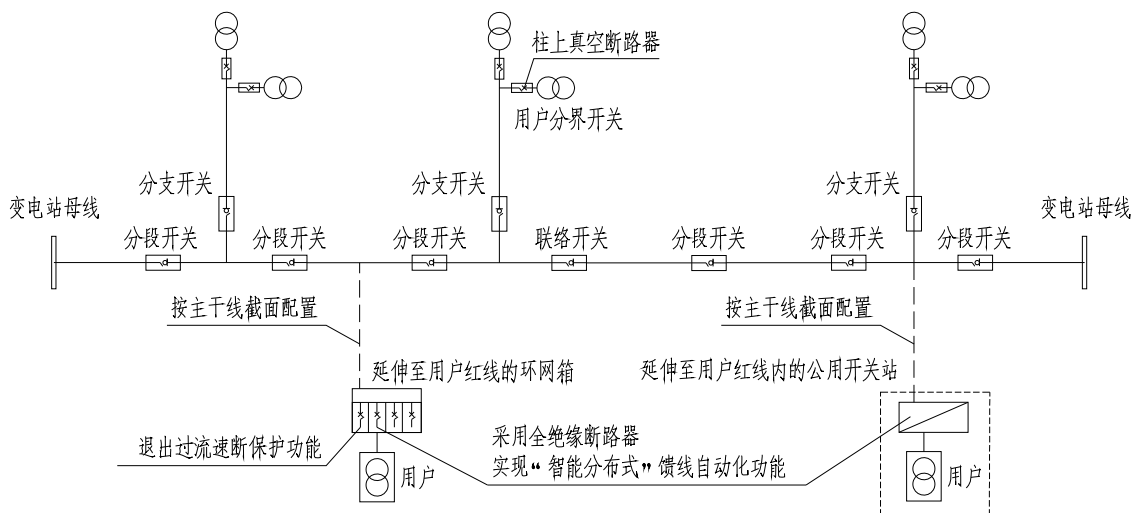 柱上真空断路器
用户分界开关
分支开关
分支开关
分支开关
变电站母线
变电站母线
分段开关
分段开关
分段开关
联络开关
分段开关
分段开关
分段开关
按主干线截面配置
按主干线截面配置
延伸至用户红线的环网箱
延伸至用户红线内的公用开关站
退出过流速断保护功能
采用全绝缘断路器
实现“智能分布式”馈线自动化功能
用户
用户